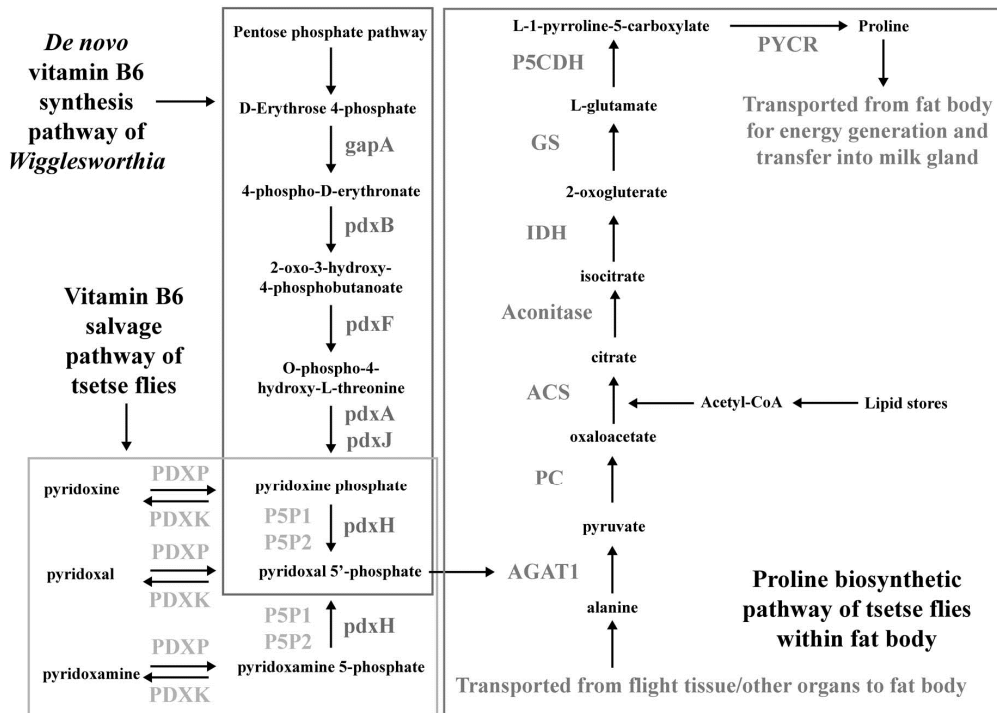 De novo
vitamin B6
synthesis
pathway of
Wigglesworthia
Vitamin B6
salvage
pathway of
tsetse flies
Pentose phosphate pathway
D-Erythrose 4-phosphate
gapA
4-phospho-D-erythronate
pdxB
2-oxo-3-hydroxy-
4-phosphobutanoate
pdxF
O-phospho-4-
hydroxy-L-threonine
pdxA
pdxJ
pyridoxine
PDXP
PDXK
pyridoxine phosphate
P5P1
P5P2
pdxH
pyridoxal
PDXP
PDXK
pyridoxal 5'-phosphate
P5P1
P5P2
pdxH
pyridoxamine
PDXP
PDXK
pyridoxamine 5-phosphate
L-1-pyrroline-5-carboxylate
PYCR
Proline
P5CDH
Transported from fat body
for energy generation and
transfer into milk gland
L-glutamate
GS
2-oxogluterate
IDH
isocitrate
Aconitase
citrate
ACS
Acetyl-CoA
Lipid stores
oxaloacetate
PC
pyruvate
AGAT1
alanine
Proline biosynthetic
pathway of tsetse flies
within fat body
Transported from flight tissue/other organs to fat body